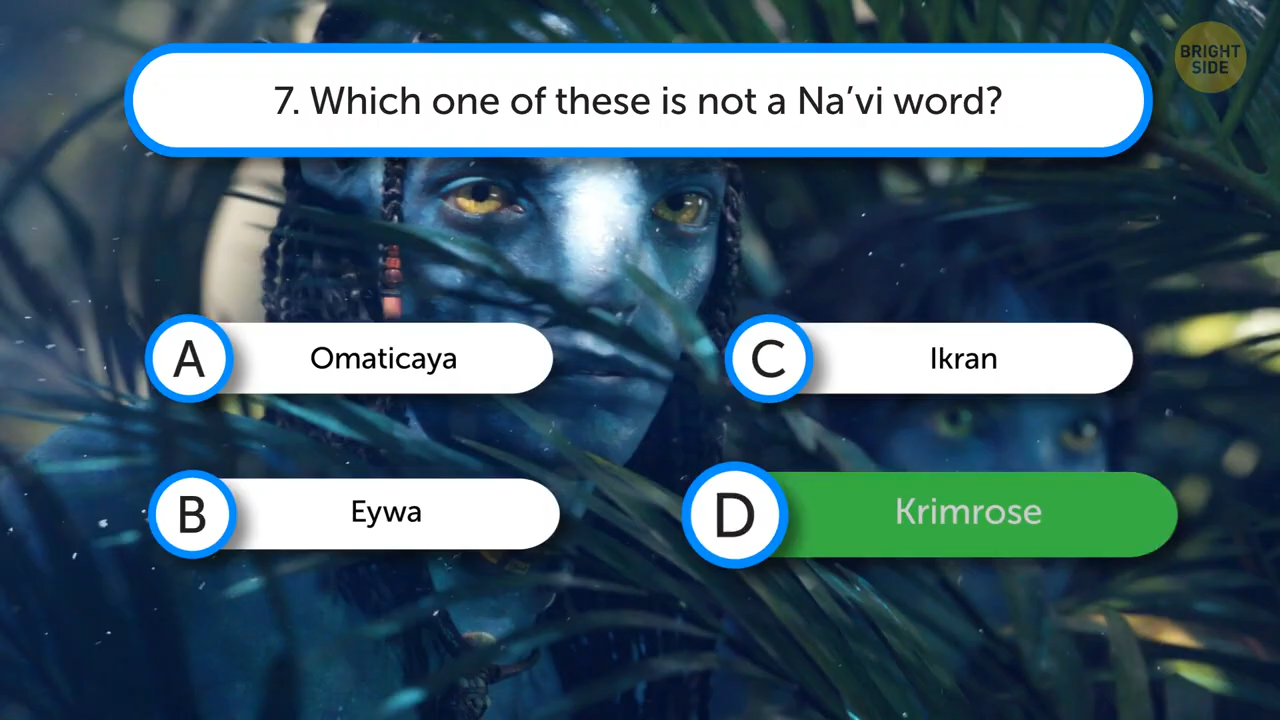 BRIGHT
SIDE
7. Which one of these is not a Na’vi word?
A Omaticaya
B Eywa
C Ikran
D Krimrose